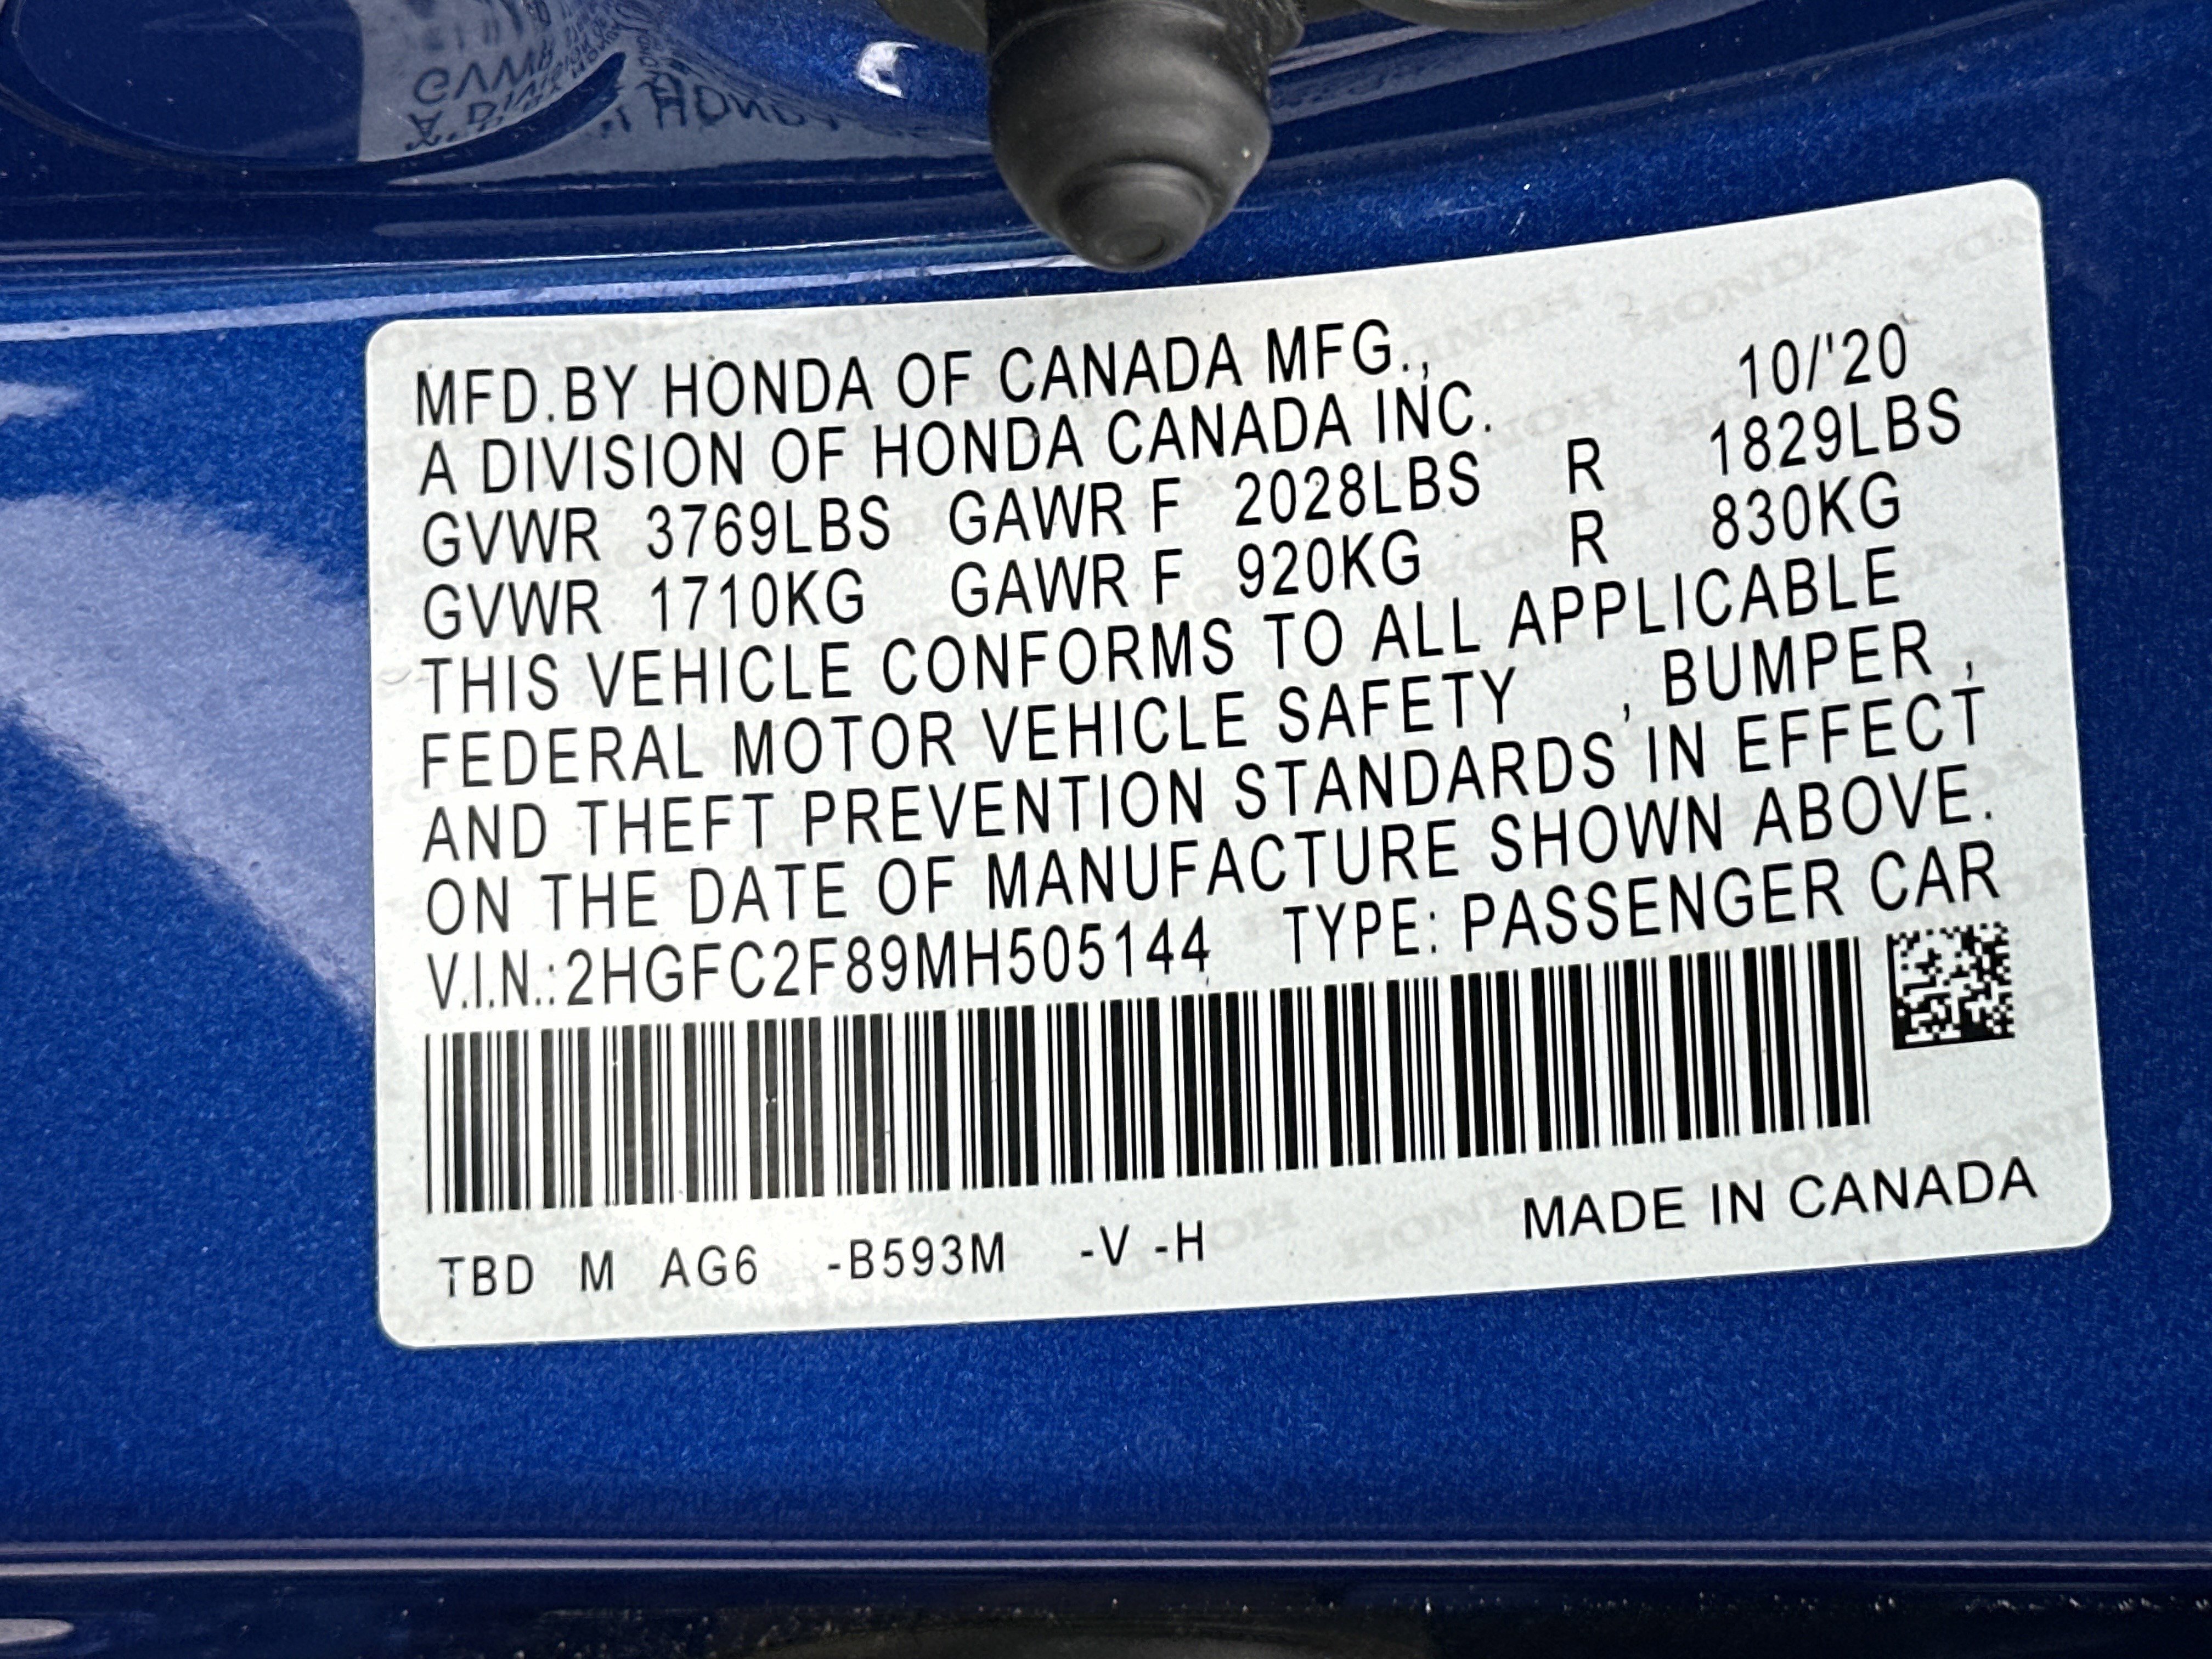 MFD.BY HONDA OF CANADA MFG., 10/'20
A DIVISION OF HONDA CANADA INC.
GVWR 3769LBS GAWR F 2028LBS R 1829LBS
GVWR 1710KG GAWR F 920KG R 830KG
THIS VEHICLE CONFORMS TO ALL APPLICABLE
FEDERAL MOTOR VEHICLE SAFETY , BUMPER ,
AND THEFT PREVENTION STANDARDS IN EFFECT
ON THE DATE OF MANUFACTURE SHOWN ABOVE.
V.I.N.:2HGFC2F89MH505144 TYPE: PASSENGER CAR
TBD M AG6 -B593M -V -H MADE IN CANADA